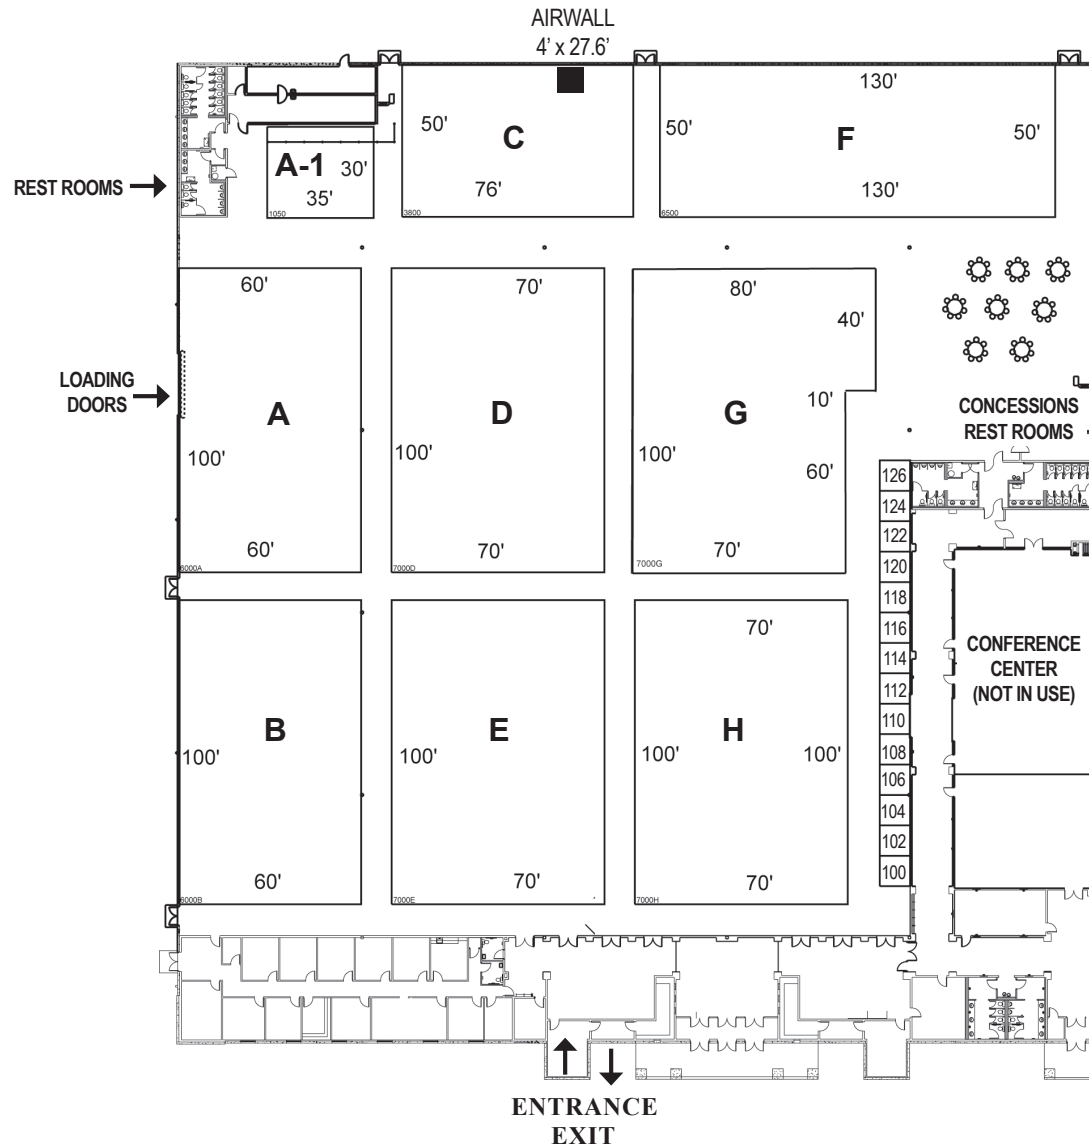 AIRWALL
4' x 27.6'
130'
50'
C
50'
F
50'
A-1
30'
REST ROOMS
35'
76'
130'
1050
3800
6500
60'
70'
80'
40'
LOADING
DOORS
A
D
G
10'
CONCESSIONS
REST ROOMS
100'
100'
100'
60'
126
124
122
60'
70'
70'
6000A
7000D
7000G
120
118
116
70'
114
CONFERENCE
CENTER
(NOT IN USE)
112
110
B
E
H
100'
100'
100'
100'
108
106
104
102
100
60'
70'
70'
6000B
7000E
7000H
ENTRANCE
EXIT